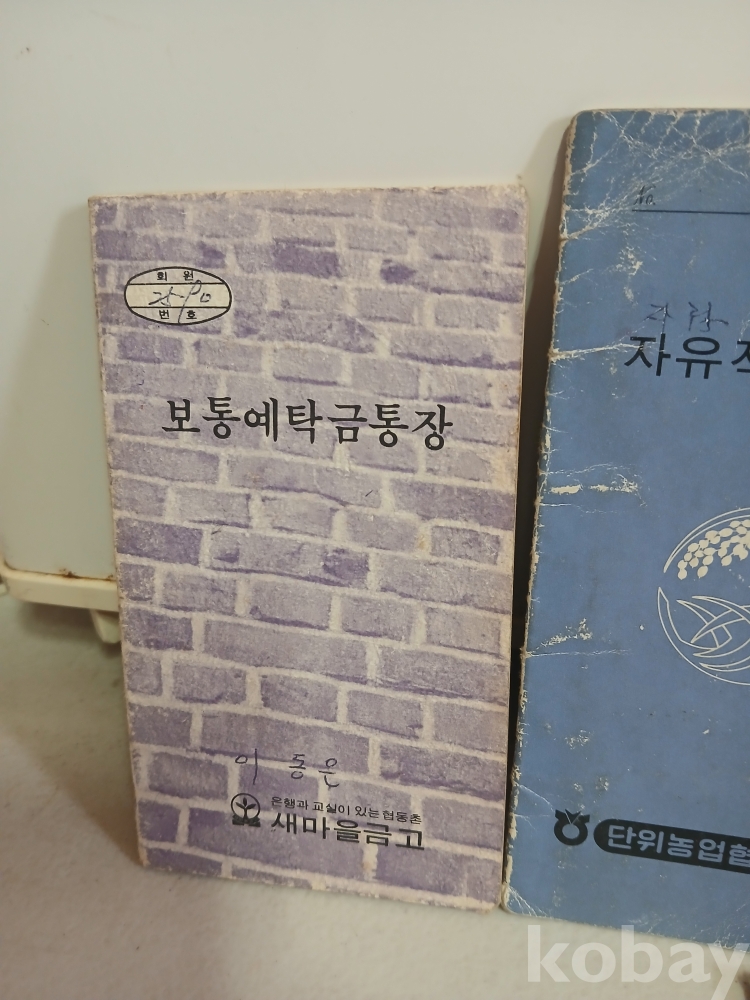 회 원
번 호
보통예탁금통장
이 동 은
은행과 교실이 있는 협동촌
새마을금고
자유
단위농업협
kobay